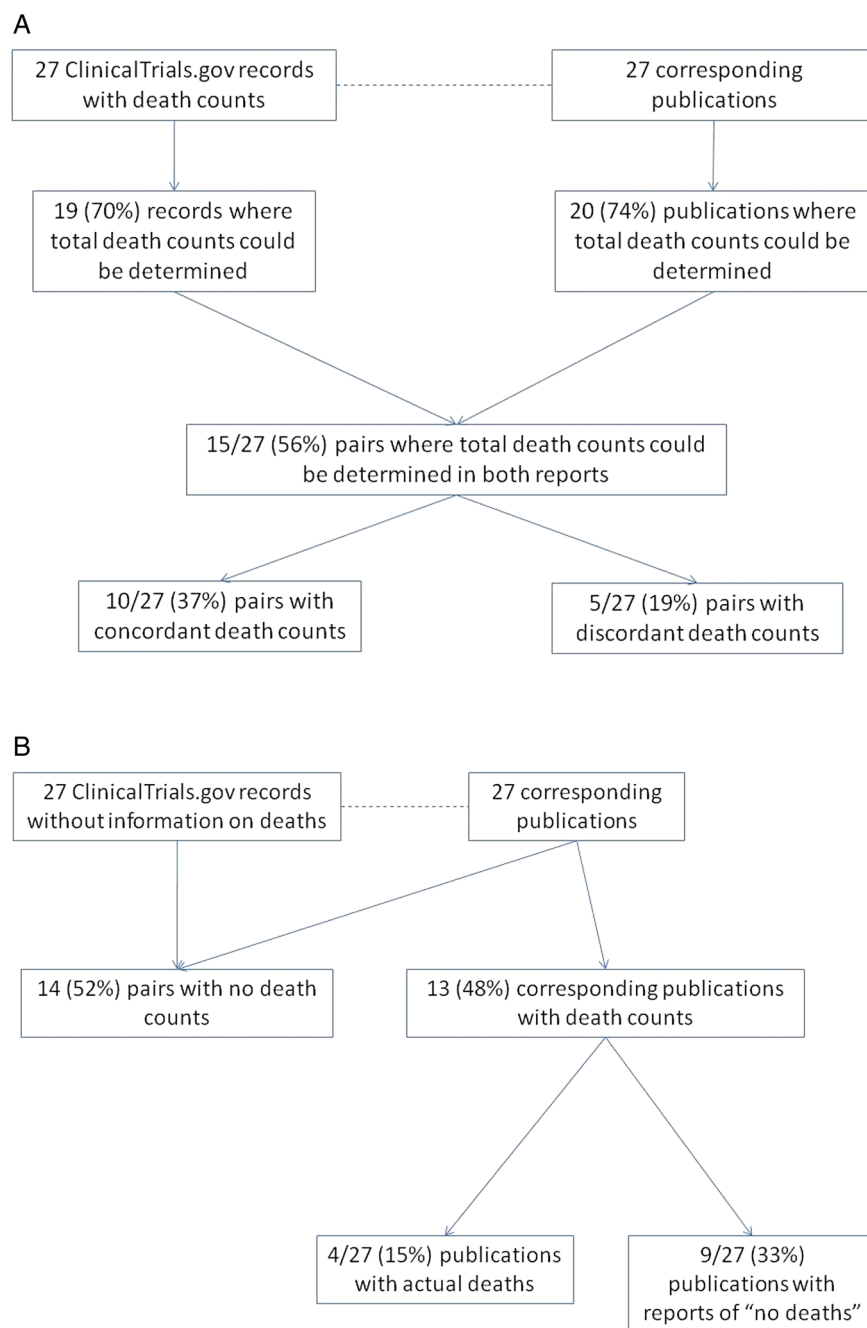 A
27 ClinicalTrials.gov records
with death counts
27 corresponding
publications
19 (70%) records where
total death counts could
be determined
20 (74%) publications where
total death counts could be
determined
15/27 (56%) pairs where total death counts could
be determined in both reports
10/27 (37%) pairs with
concordant death counts
5/27 (19%) pairs with
discordant death counts
B
27 ClinicalTrials.gov records
without information on deaths
27 corresponding
publications
14 (52%) pairs with no death
counts
13 (48%) corresponding publications
with death counts
4/27 (15%) publications
with actual deaths
9/27 (33%)
publications with
reports of “no deaths”